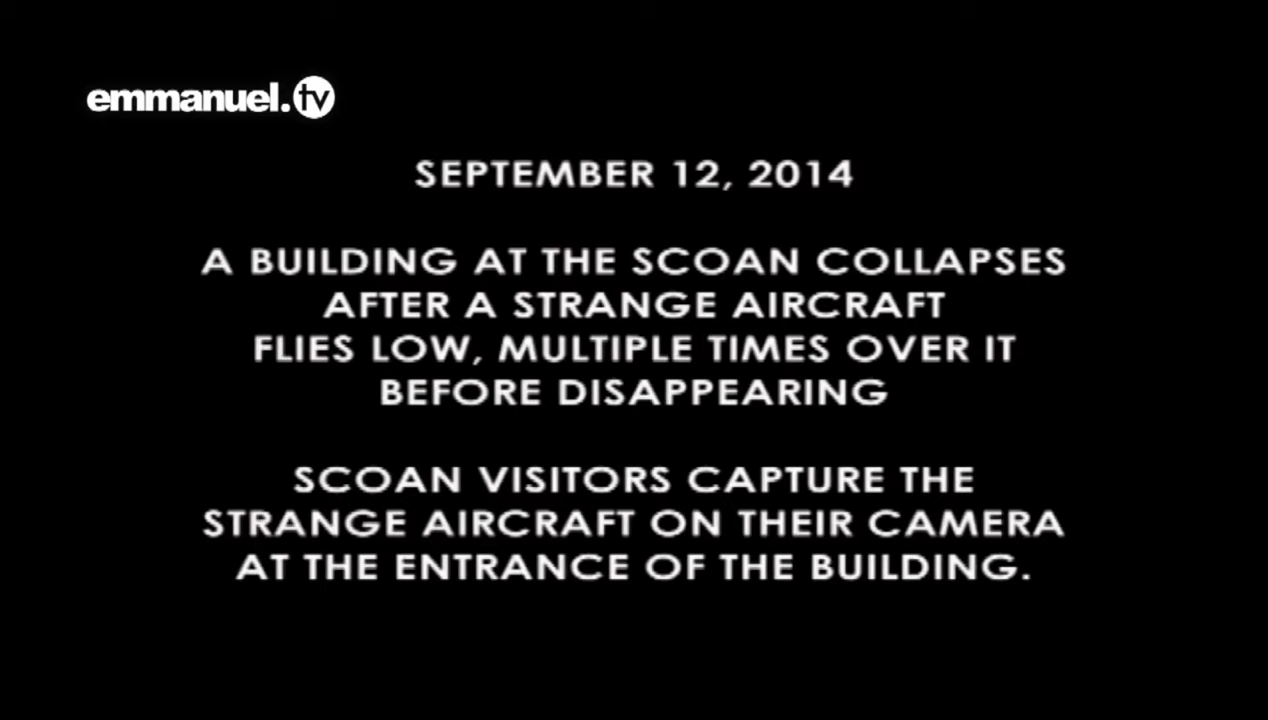 emmanuel.tv
SEPTEMBER 12, 2014
A BUILDING AT THE SCOAN COLLAPSES
AFTER A STRANGE AIRCRAFT
FLIES LOW, MULTIPLE TIMES OVER IT
BEFORE DISAPPEARING
SCOAN VISITORS CAPTURE THE
STRANGE AIRCRAFT ON THEIR CAMERA
AT THE ENTRANCE OF THE BUILDING.